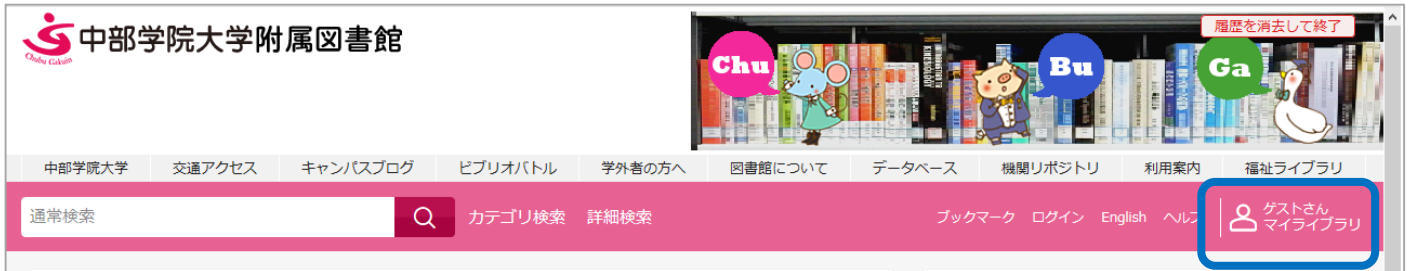 中部学院大学附属図書館
Chubu Gakuin
履歴を消去して終了
Chu
Bu
Ga
KINESIOLOGY
中部学院大学 交通アクセス キャンパスブログ ビブリオバトル 学外者の方へ 図書館について データベース 機関リポジトリ 利用案内 福祉ライブラリ
通常検索 カテゴリ検索 詳細検索 ブックマーク ログイン English ヘルプ ゲストさん
マイライブラリ